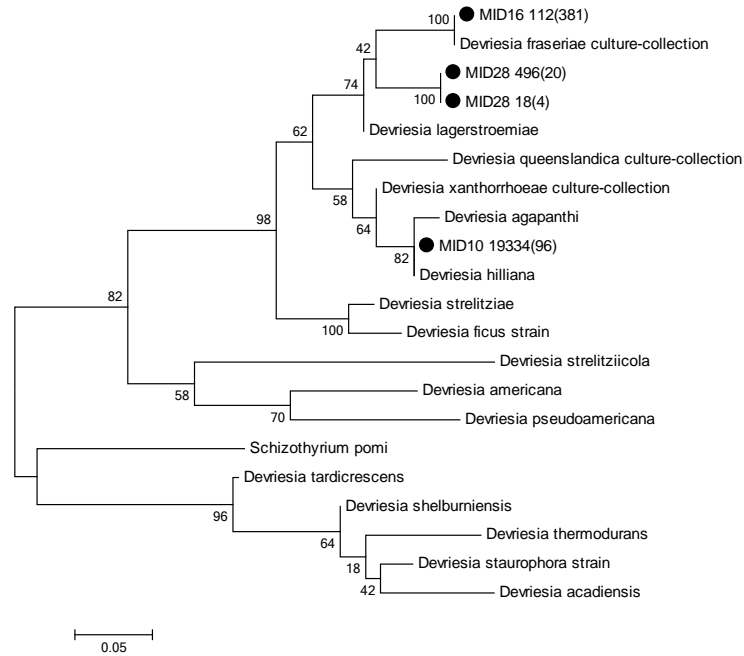 100
MID16 112(381)
Devriesia fraseriae culture-collection
42
MID28 496(20)
74
100
MID28 18(4)
Devriesia lagerstroemiae
62
Devriesia queenslandica culture-collection
Devriesia xanthorrhoeae culture-collection
58
Devriesia agapanthi
98
64
MID10 19334(96)
82
Devriesia hilliana
82
Devriesia strelitziae
100
Devriesia ficus strain
Devriesia strelitziicola
58
Devriesia americana
70
Devriesia pseudoamericana
Schizothyrium pomi
Devriesia tardicrescens
96
Devriesia shelburniensis
64
Devriesia thermodurans
18
Devriesia staurophora strain
42
Devriesia acadiensis
0.05